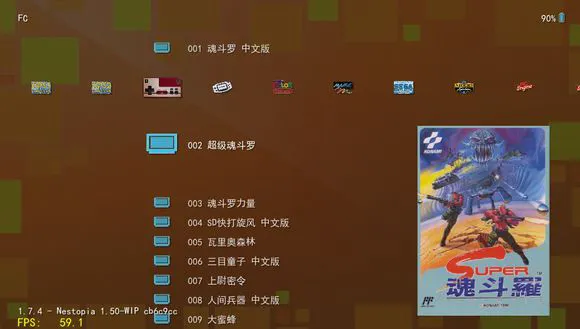 FC
90%
001 魂斗罗 中文版
SEGA
002 超级魂斗罗
003 魂斗罗力量
004 SD快打旋风 中文版
005 瓦里奥森林
006 三目童子 中文版
007 上尉密令
008 人间兵器 中文版
009 大蜜蜂
KONAMI
SUPER
魂斗羅
1.7.4 - Nestopia 1.50-WIP cb6c9cc
FPS: 59.1